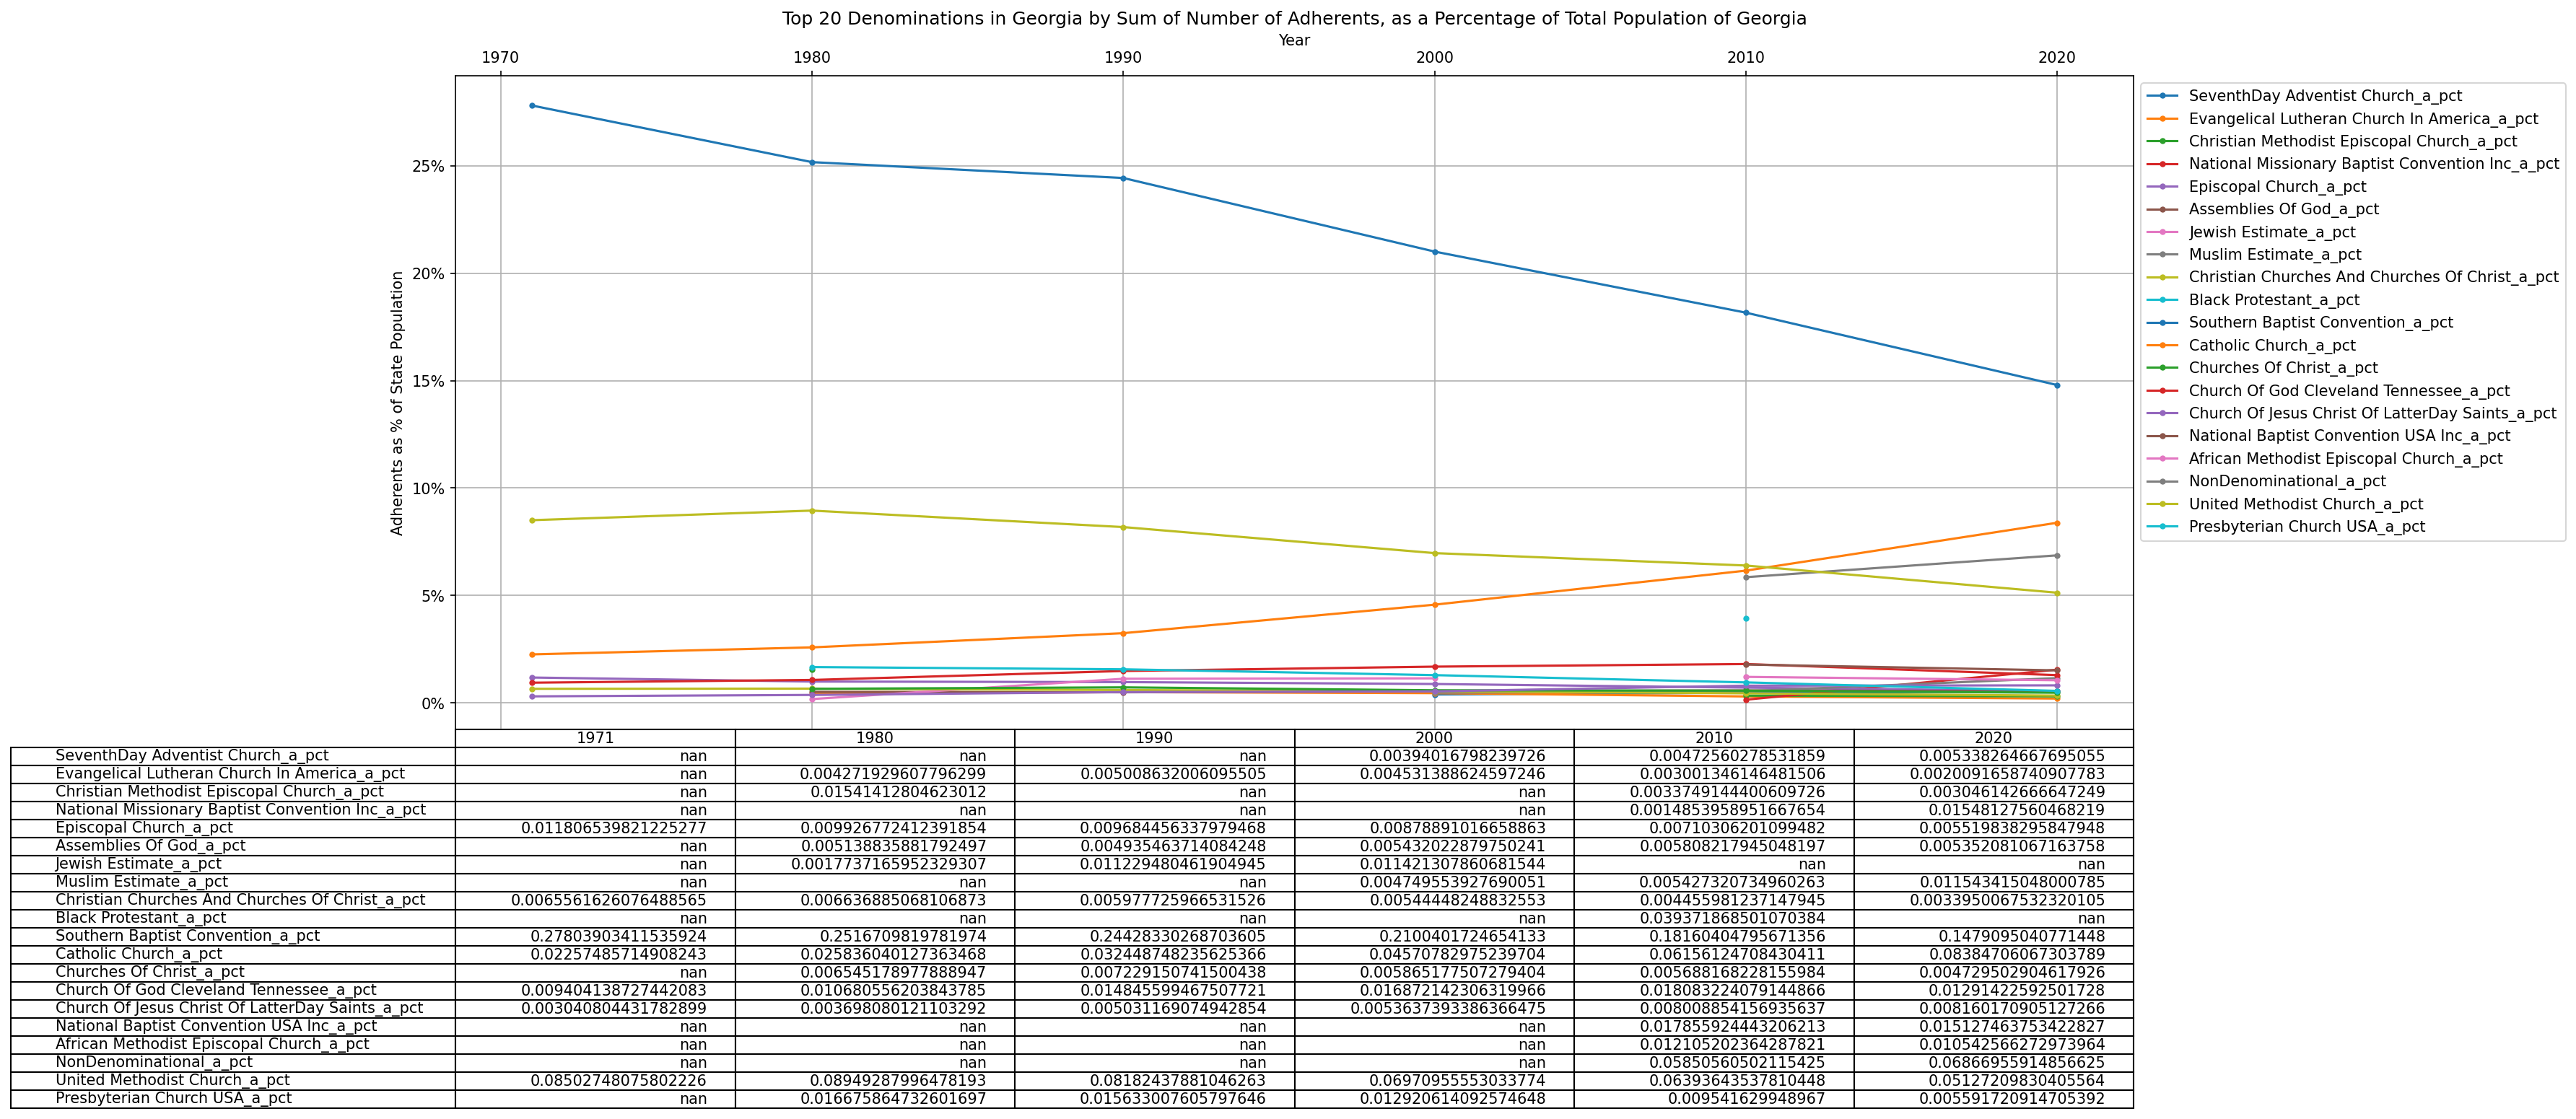 Top 20 Denominations in Georgia by Sum of Number of Adherents, as a Percentage of Total Population of Georgia
Year
1970 1980 1990 2000 2010 2020
25%
20%
15%
10%
5%
0%
Adherents as % of State Population
SeventhDay Adventist Church_a_pct
Evangelical Lutheran Church In America_a_pct
Christian Methodist Episcopal Church_a_pct
National Missionary Baptist Convention Inc_a_pct
Episcopal Church_a_pct
Assemblies Of God_a_pct
Jewish Estimate_a_pct
Muslim Estimate_a_pct
Christian Churches And Churches Of Christ_a_pct
Black Protestant_a_pct
Southern Baptist Convention_a_pct
Catholic Church_a_pct
Churches Of Christ_a_pct
Church Of God Cleveland Tennessee_a_pct
Church Of Jesus Christ Of LatterDay Saints_a_pct
National Baptist Convention USA Inc_a_pct
African Methodist Episcopal Church_a_pct
NonDenominational_a_pct
United Methodist Church_a_pct
Presbyterian Church USA_a_pct
1971 1980 1990 2000 2010 2020
SeventhDay Adventist Church_a_pct nan nan nan 0.00394016798239726 0.00472560278531859 0.005338264667695055
Evangelical Lutheran Church In America_a_pct nan 0.004271929607796299 0.005008632006095505 0.004531388624597246 0.003001346146481506 0.0020091658740907783
Christian Methodist Episcopal Church_a_pct nan 0.01541412804623012 nan nan 0.0033749144400609726 0.003046142666647249
National Missionary Baptist Convention Inc_a_pct nan nan nan nan 0.0014853958951667654 0.01548127560468219
Episcopal Church_a_pct 0.011806539821225277 0.009926772412391854 0.009684456337979468 0.00878891016658863 0.00710306201099482 0.005519838295847948
Assemblies Of God_a_pct nan 0.005138835881792497 0.004935463714084248 0.005432022879750241 0.005808217945048197 0.005352081067163758
Jewish Estimate_a_pct nan 0.0017737165952329307 0.011229480461904945 0.011421307860681544 nan nan
Muslim Estimate_a_pct nan nan nan 0.004749553927690051 0.005427320734960263 0.011543415048000785
Christian Churches And Churches Of Christ_a_pct 0.0065561626076488565 0.006636885068106873 0.005977725966531526 0.00544448248832553 0.004455981237147945 0.0033950067532320105
Black Protestant_a_pct nan nan nan nan 0.039371868501070384 nan
Southern Baptist Convention_a_pct 0.27803903411535924 0.2516709819781974 0.24428330268703605 0.2100401724654133 0.18160404795671356 0.1479095040771448
Catholic Church_a_pct 0.02257485714908243 0.025836040127363468 0.032448748235625366 0.04570782975239704 0.06156124708430411 0.08384706067303789
Churches Of Christ_a_pct nan 0.006545178977888947 0.007229150741500438 0.005865177507279404 0.005688168228155984 0.004729502904617926
Church Of God Cleveland Tennessee_a_pct 0.009404138727442083 0.010680556203843785 0.014845599467507721 0.016872142306319966 0.018083224079144866 0.01291422592501728
Church Of Jesus Christ Of LatterDay Saints_a_pct 0.003040804431782899 0.003698080121103292 0.005031169074942854 0.0053637393386366475 0.008008854156935637 0.008160170905127266
National Baptist Convention USA Inc_a_pct nan nan nan nan 0.017855924443206213 0.015127463753422827
African Methodist Episcopal Church_a_pct nan nan nan nan 0.012105202364287821 0.010542566272973964
NonDenominational_a_pct nan nan nan nan 0.05850560502115425 0.06866955914856625
United Methodist Church_a_pct 0.08502748075802226 0.08949287996478193 0.08182437881046263 0.06970955553033774 0.06393643537810448 0.05127209830405564
Presbyterian Church USA_a_pct nan 0.016675864732601697 0.015633007605797646 0.012920614092574648 0.009541629948967 0.005591720914705392